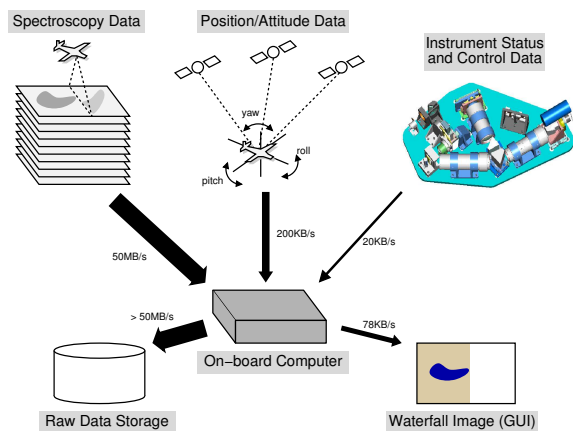 Spectroscopy Data
Position/Attitude Data
Instrument Status
and Control Data
yaw
roll
pitch
50MB/s
200KB/s
20KB/s
> 50MB/s
78KB/s
On−board Computer
Raw Data Storage
Waterfall Image (GUI)